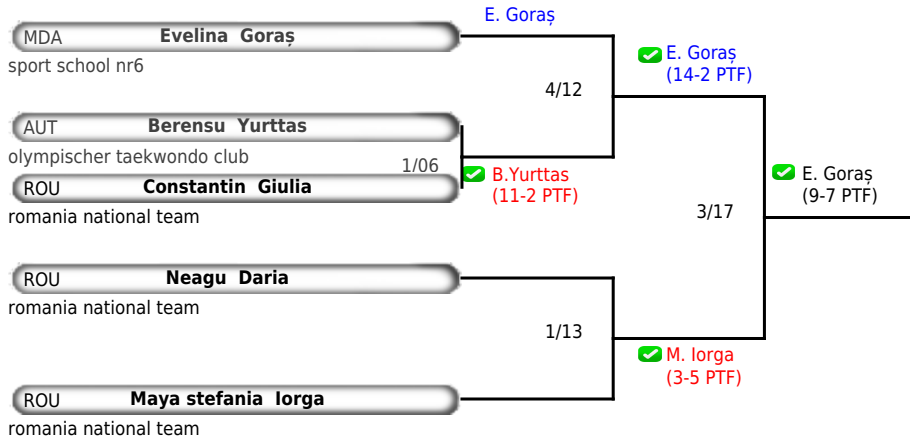 E. Goraș
MDA Evelina Goraș
sport school nr6
E. Goraș
(14-2 PTF)
4/12
AUT Berensu Yurttas
olympischer taekwondo club
1/06
B.Yurttas
(11-2 PTF)
ROU Constantin Giulia
romania national team
E. Goraș
(9-7 PTF)
3/17
ROU Neagu Daria
romania national team
1/13
M. Iorga
(3-5 PTF)
ROU Maya stefania Iorga
romania national team